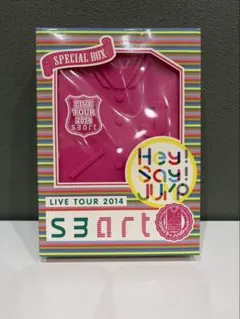 SPECIAL BOX
LIVE
TOUR
2014
s3art
Hey!
Say!
Jump
LIVE TOUR 2014
s3art